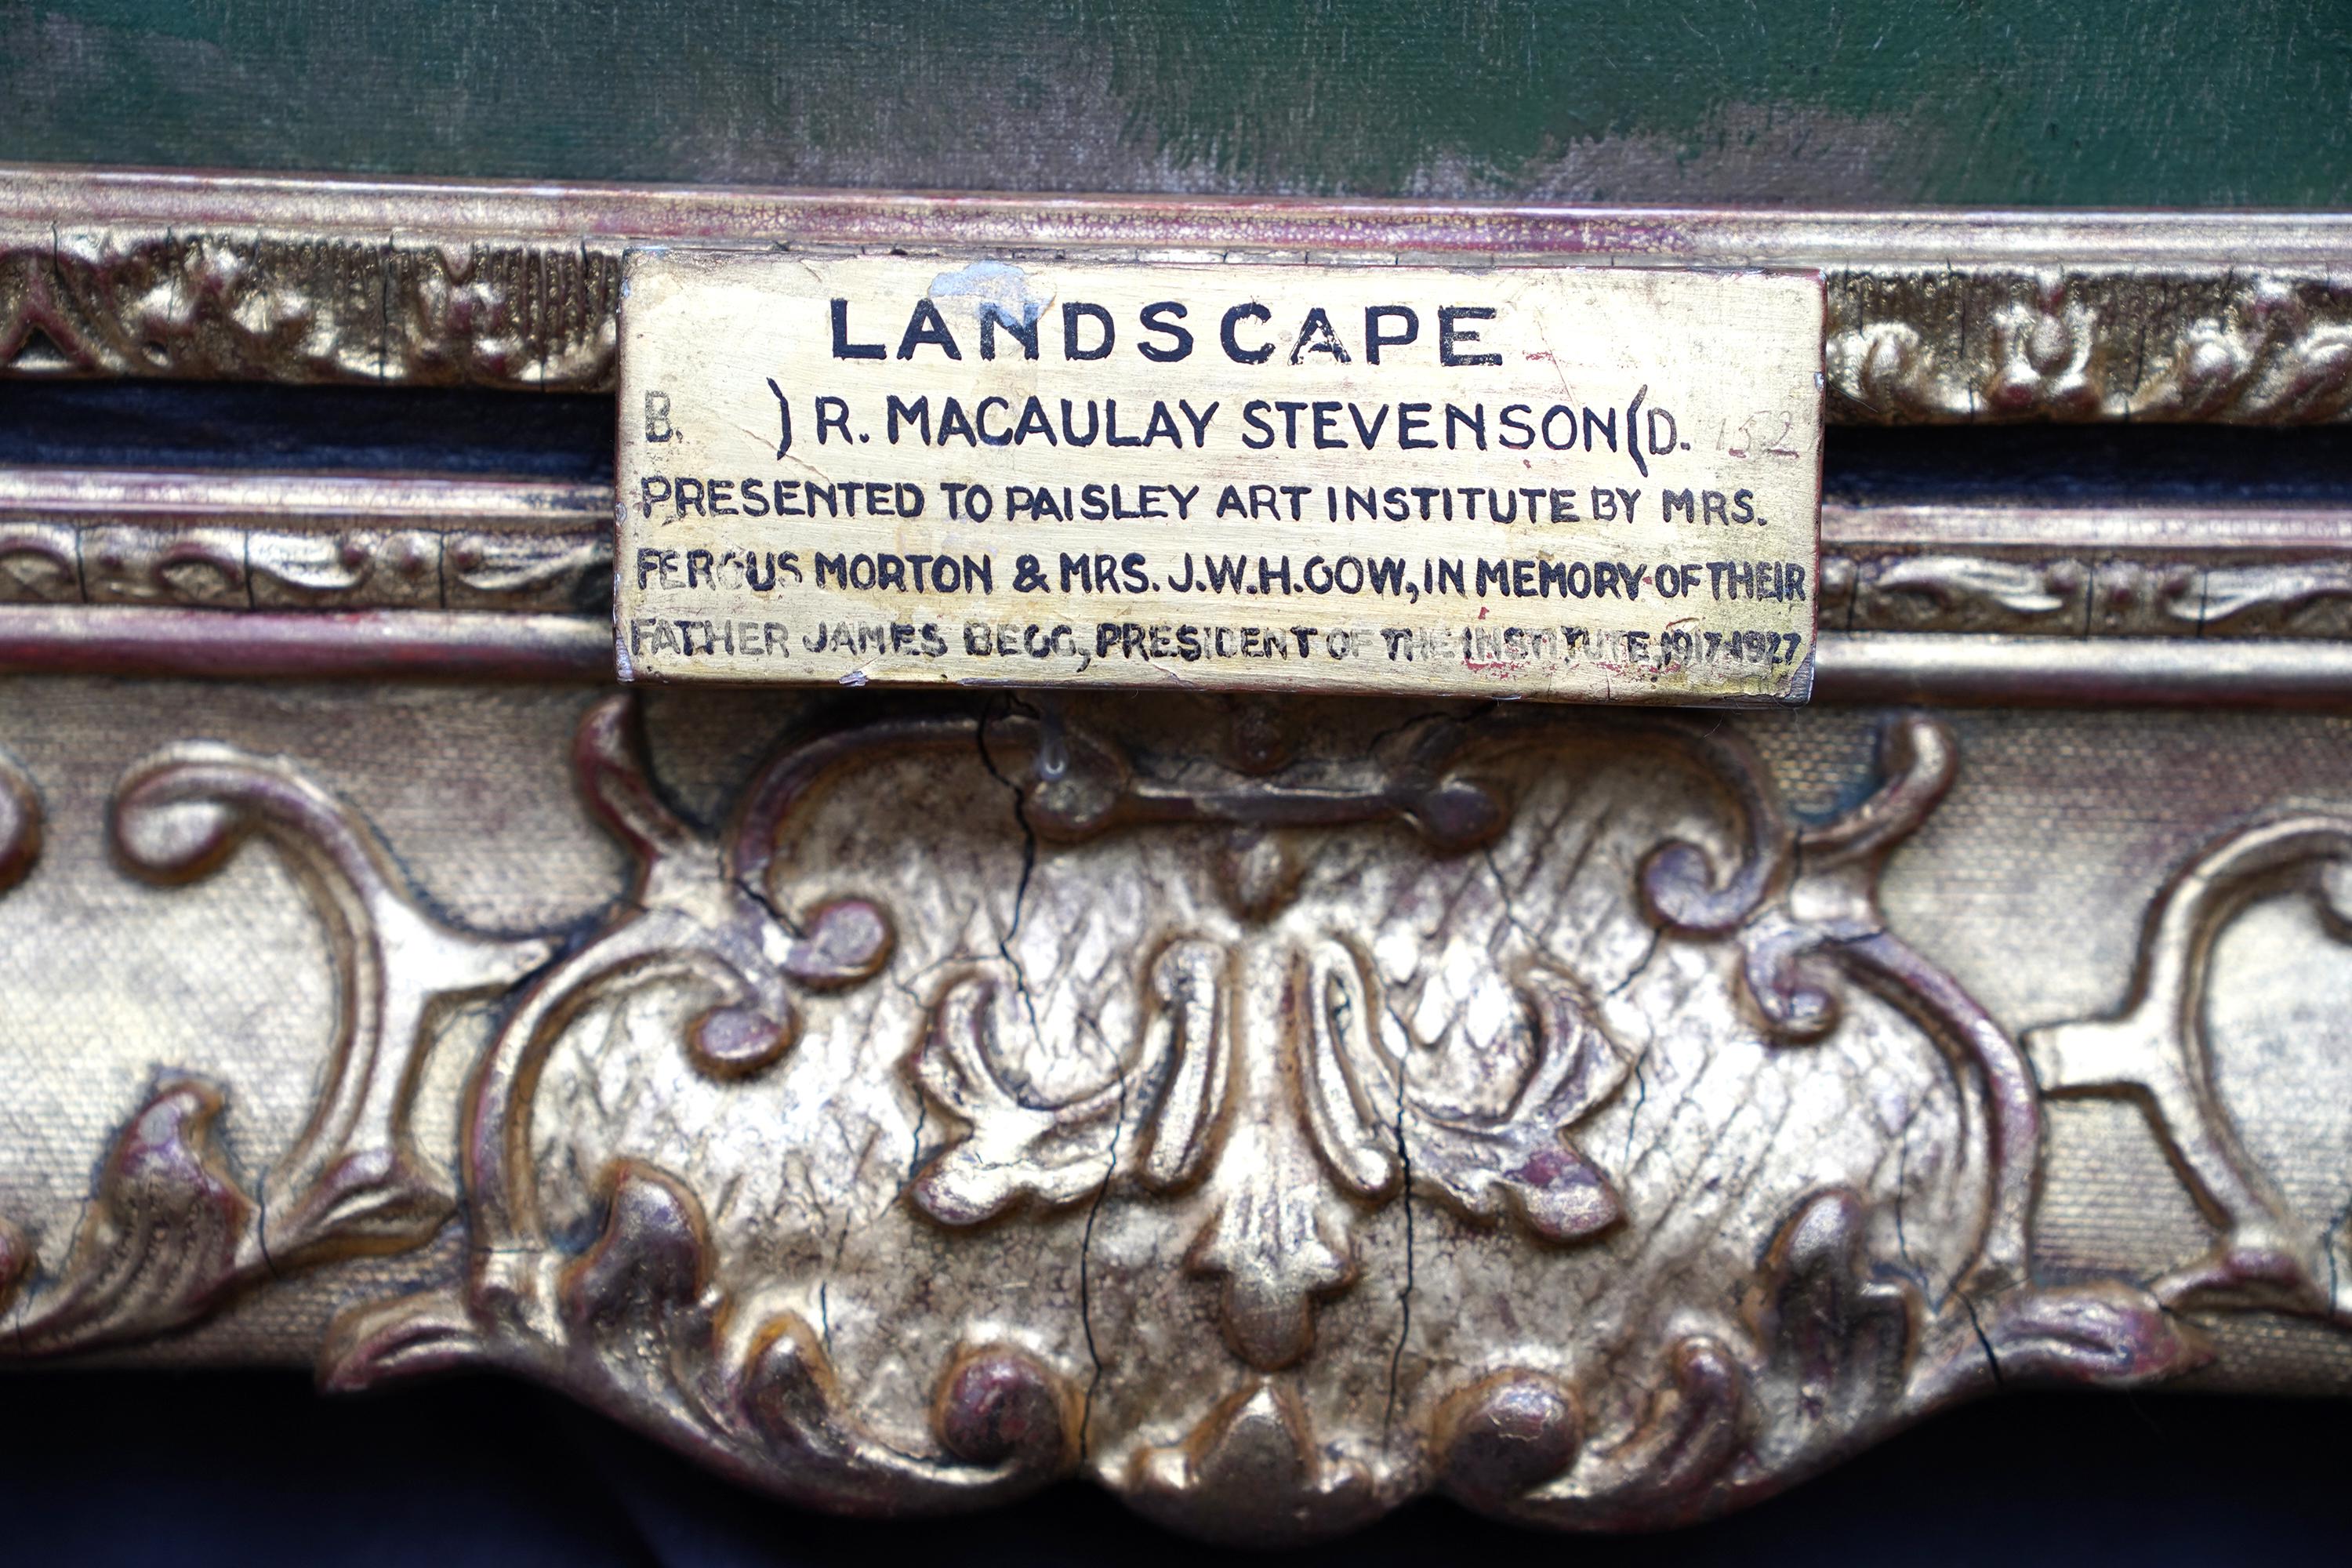 LANDSCAPE
B. ) R. MACAULAY STEVENSON (D.
PRESENTED TO PAISLEY ART INSTITUTE BY MRS.
FERGUS MORTON & MRS. J.W.H. GOW, IN MEMORY OF THEIR
FATHER JAMES BEGG, PRESIDENT OF THE INSTITUTE, 1917-1927